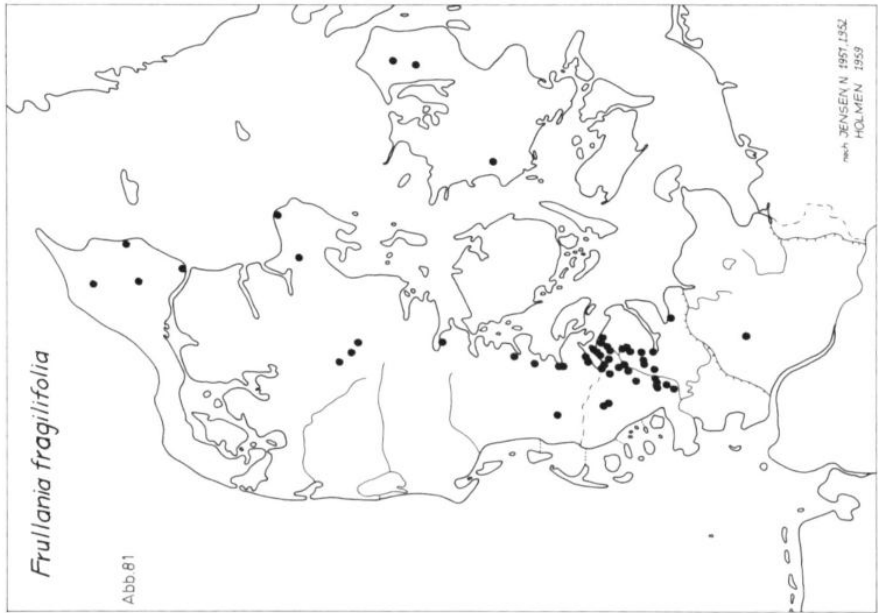 Frullania fragilifolia
Abb.81
nach JENSEN, N 1951, 1952
HOLMEN 1959